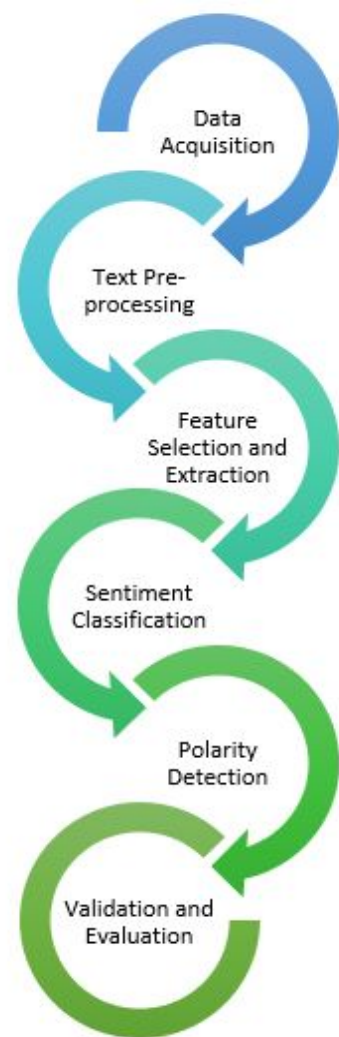 Data
Acquisition
Text Pre-
processing
Feature
Selection and
Extraction
Sentiment
Classification
Polarity
Detection
Validation and
Evaluation